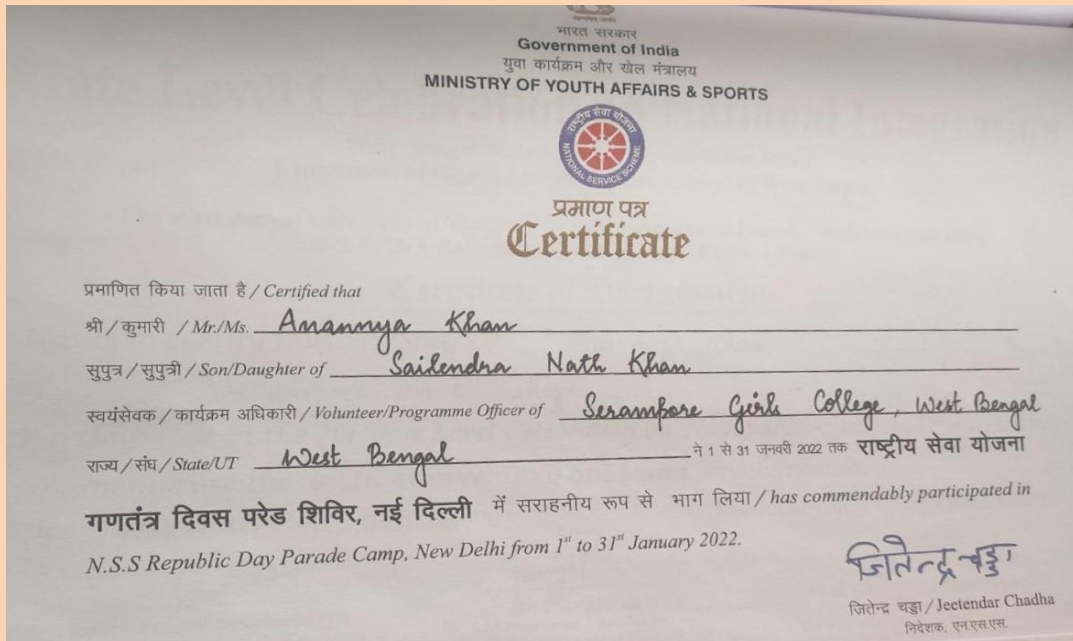 भारत सरकार
Government of India
युवा कार्यक्रम और खेल मंत्रालय
MINISTRY OF YOUTH AFFAIRS & SPORTS
राष्ट्रीय सेवा योजना
NATIONAL SERVICE SCHEME
प्रमाण पत्र
Certificate
प्रमाणित किया जाता है / Certified that
श्री / कुमारी / Mr./Ms. Anannya Khan
सुपुत्र / सुपुत्री / Son/Daughter of Sailendra Nath Khan
स्वयंसेवक / कार्यक्रम अधिकारी / Volunteer/Programme Officer of Serampore Girls College, West Bengal
राज्य / संघ / State/UT West Bengal ने 1 से 31 जनवरी 2022 तक राष्ट्रीय सेवा योजना
गणतंत्र दिवस परेड शिविर, नई दिल्ली में सराहनीय रूप से भाग लिया / has commendably participated in
N.S.S Republic Day Parade Camp, New Delhi from 1st to 31st January 2022.
जितेन्द्र चड्डा
जितेन्द्र चड्डा / Jeetendar Chadha
निदेशक, एन.एस.एस.